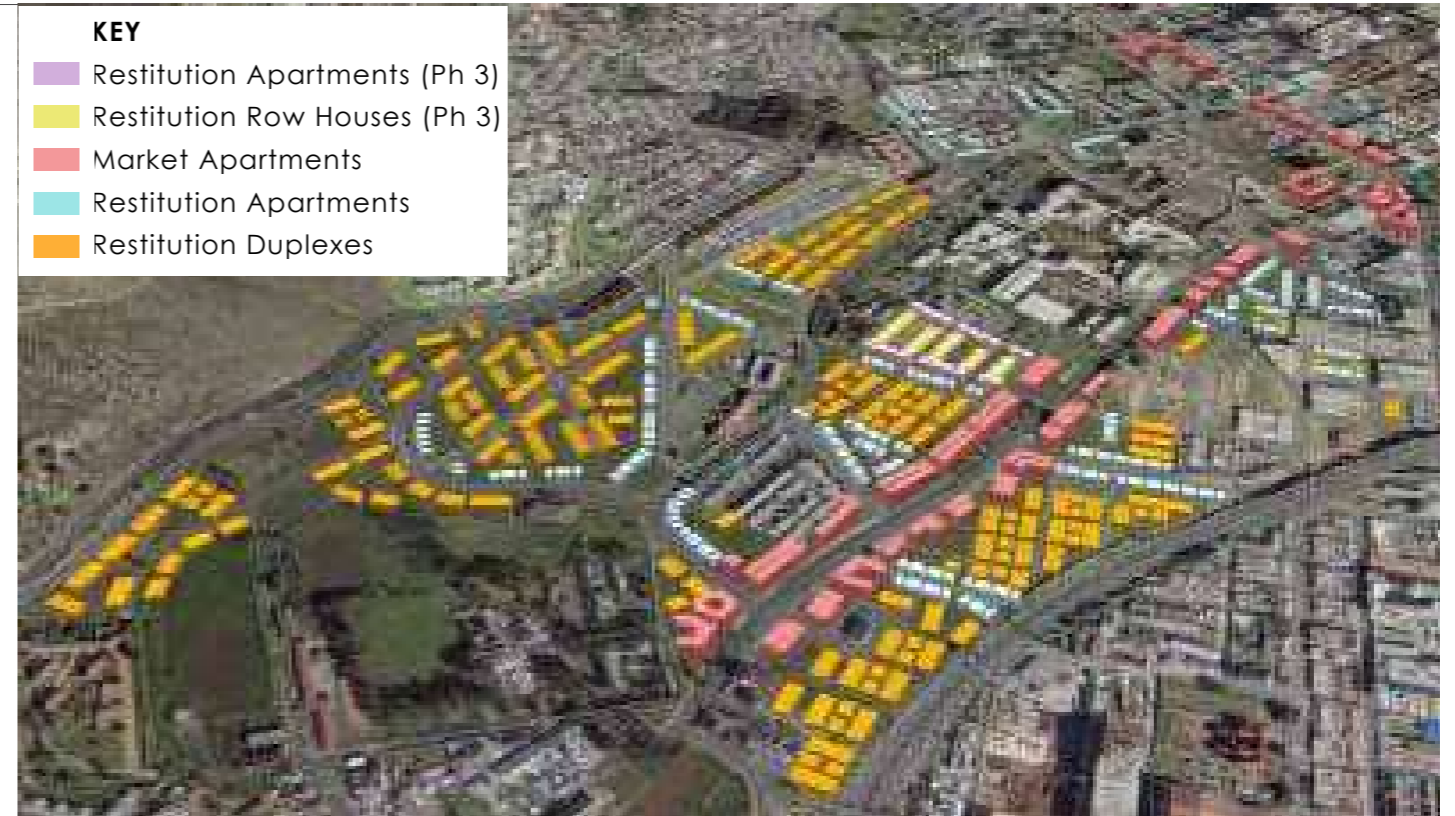 KEY
Restitution Apartments (Ph 3)
Restitution Row Houses (Ph 3)
Market Apartments
Restitution Apartments
Restitution Duplexes